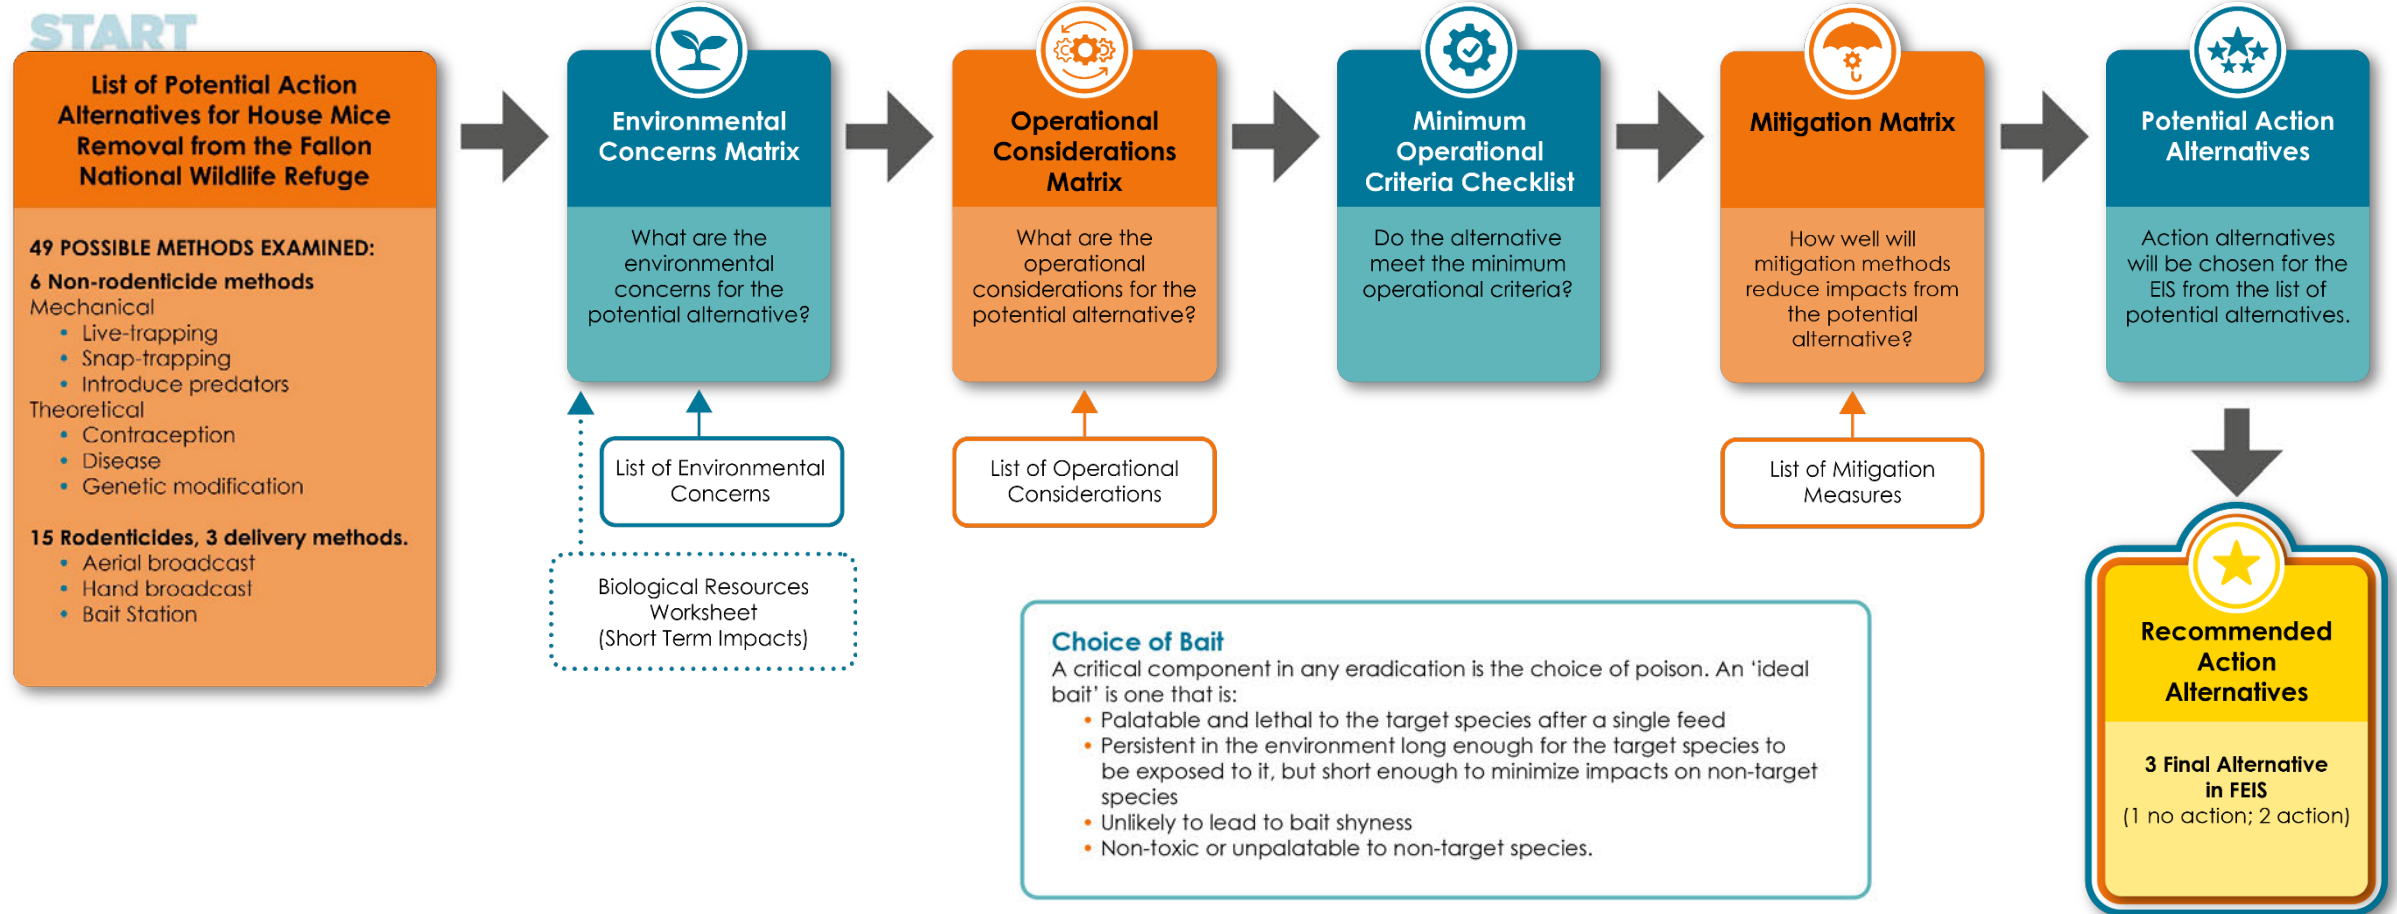 START
List of Potential Action
Alternatives for House Mice
Removal from the Fallon
National Wildlife Refuge
49 POSSIBLE METHODS EXAMINED:
6 Non-rodenticide methods
Mechanical
• Live-trapping
• Snap-trapping
• Introduce predators
Theoretical
• Contraception
• Disease
• Genetic modification
15 Rodenticides, 3 delivery methods.
• Aerial broadcast
• Hand broadcast
• Bait Station
Environmental
Concerns Matrix
What are the
environmental
concerns for the
potential alternative?
List of Environmental
Concerns
Biological Resources
Worksheet
(Short Term Impacts)
Operational
Considerations
Matrix
What are the
operational
considerations for the
potential alternative?
List of Operational
Considerations
Minimum
Operational
Criteria Checklist
Do the alternative
meet the minimum
operational criteria?
Mitigation Matrix
How well will
mitigation methods
reduce impacts from
the potential
alternative?
List of Mitigation
Measures
Potential Action
Alternatives
Action alternatives
will be chosen for the
EIS from the list of
potential alternatives.
Recommended
Action
Alternatives
3 Final Alternative
in FEIS
(1 no action; 2 action)
Choice of Bait
A critical component in any eradication is the choice of poison. An ‘ideal
bait’ is one that is:
• Palatable and lethal to the target species after a single feed
• Persistent in the environment long enough for the target species to
be exposed to it, but short enough to minimize impacts on non-target
species
• Unlikely to lead to bait shyness
• Non-toxic or unpalatable to non-target species.